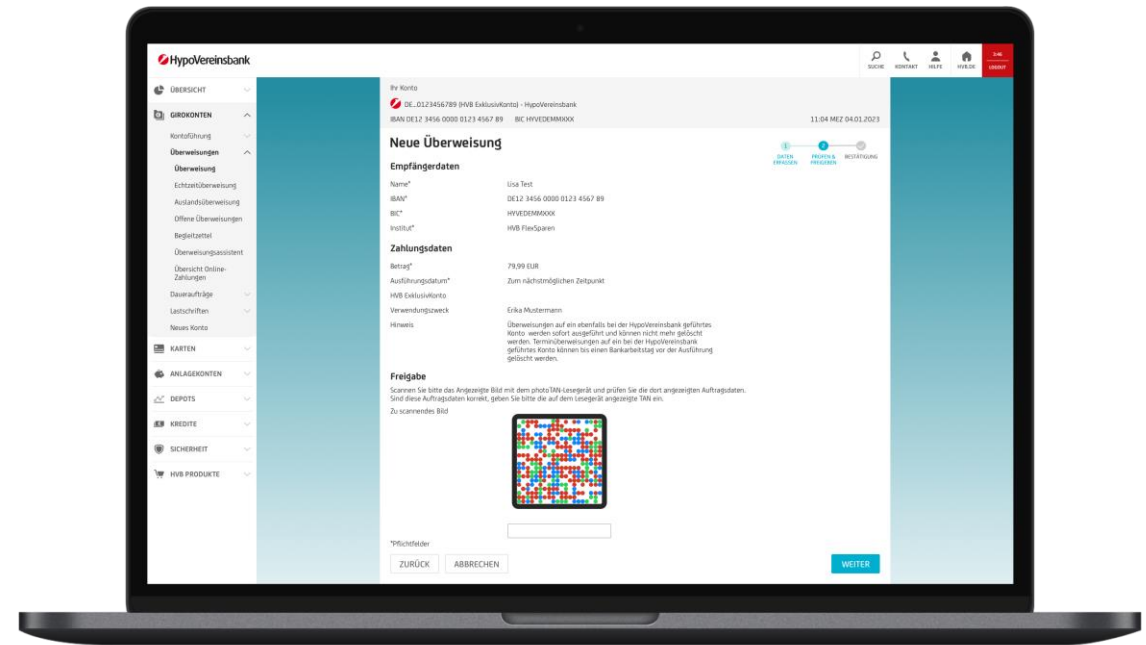 HypoVereinsbank
SUCHE
KONTAKT
HILFE
HVB.DE
LOGOUT
ÜBERSICHT
GIROKONTEN
Kontoführung
Überweisungen
Überweisung
Echtzeitüberweisung
Auslandsüberweisung
Offene Überweisungen
Begleitzettel
Überweisungsassistent
Übersicht Online-
Zahlungen
Daueraufträge
Lastschriften
Neues Konto
KARTEN
ANLAGEKONTEN
DEPOTS
KREDITE
SICHERHEIT
HVB PRODUKTE
Ihr Konto
DE...0123456789 (HVB ExklusivKonto) - HypoVereinsbank
IBAN DE12 3456 0000 0123 4567 89 BIC HYVEDEMMXXX 11:04 MEZ 04.01.2023
Neue Überweisung
1 2
DATEN
ERFASSEN
PRÜFEN &
FREIGEBEN
BESTÄTIGUNG
Empfängerdaten
Name* Lisa Test
IBAN* DE12 3456 0000 0123 4567 89
BIC* HYVEDEMMXXX
Institut* HVB FlexSparen
Zahlungsdaten
Betrag* 79,99 EUR
Ausführungsdatum* Zum nächstmöglichen Zeitpunkt
HVB ExklusivKonto
Verwendungszweck Erika Mustermann
Hinweis Überweisungen auf ein ebenfalls bei der HypoVereinsbank geführtes
Konto werden sofort ausgeführt und können nicht mehr gelöscht
werden. Terminüberweisungen auf ein bei der HypoVereinsbank
geführtes Konto können bis einen Bankarbeitstag vor der Ausführung
gelöscht werden.
Freigabe
Scannen Sie bitte das Angezeigte Bild mit dem photoTAN-Lesegerät und prüfen Sie die dort angezeigten Auftragsdaten.
Sind diese Auftragsdaten korrekt, geben Sie bitte die auf dem Lesegerät angezeigte TAN ein.
Zu scannendes Bild
*Pflichtfelder
ZURÜCK
ABBRECHEN
WEITER